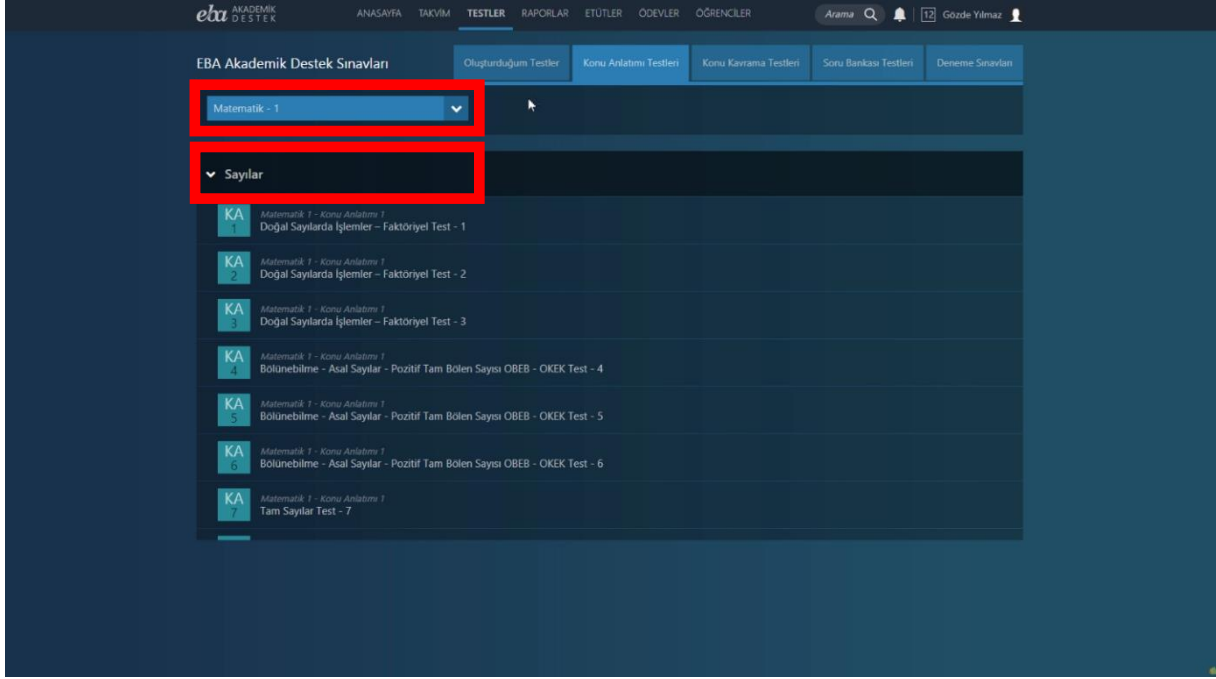 eba AKADEMİK DESTEK
ANASAYFA TAKVİM TESTLER RAPORLAR ETÜTLER ÖDEVLER ÖĞRENCİLER Arama 12 Gözde Yılmaz
EBA Akademik Destek Sınavları
Oluşturduğum Testler Konu Anlatımı Testleri Konu Kavrama Testleri Soru Bankası Testleri Deneme Sınavları
Matematik - 1
Sayılar
KA 1
Matematik 1 - Konu Anlatımı 1
Doğal Sayılarda İşlemler – Faktöriyel Test - 1
KA 2
Matematik 1 - Konu Anlatımı 1
Doğal Sayılarda İşlemler – Faktöriyel Test - 2
KA 3
Matematik 1 - Konu Anlatımı 1
Doğal Sayılarda İşlemler – Faktöriyel Test - 3
KA 4
Matematik 1 - Konu Anlatımı 1
Bölünebilme - Asal Sayılar - Pozitif Tam Bölen Sayısı OBEB - OKEK Test - 4
KA 5
Matematik 1 - Konu Anlatımı 1
Bölünebilme - Asal Sayılar - Pozitif Tam Bölen Sayısı OBEB - OKEK Test - 5
KA 6
Matematik 1 - Konu Anlatımı 1
Bölünebilme - Asal Sayılar - Pozitif Tam Bölen Sayısı OBEB - OKEK Test - 6
KA 7
Matematik 1 - Konu Anlatımı 1
Tam Sayılar Test - 7